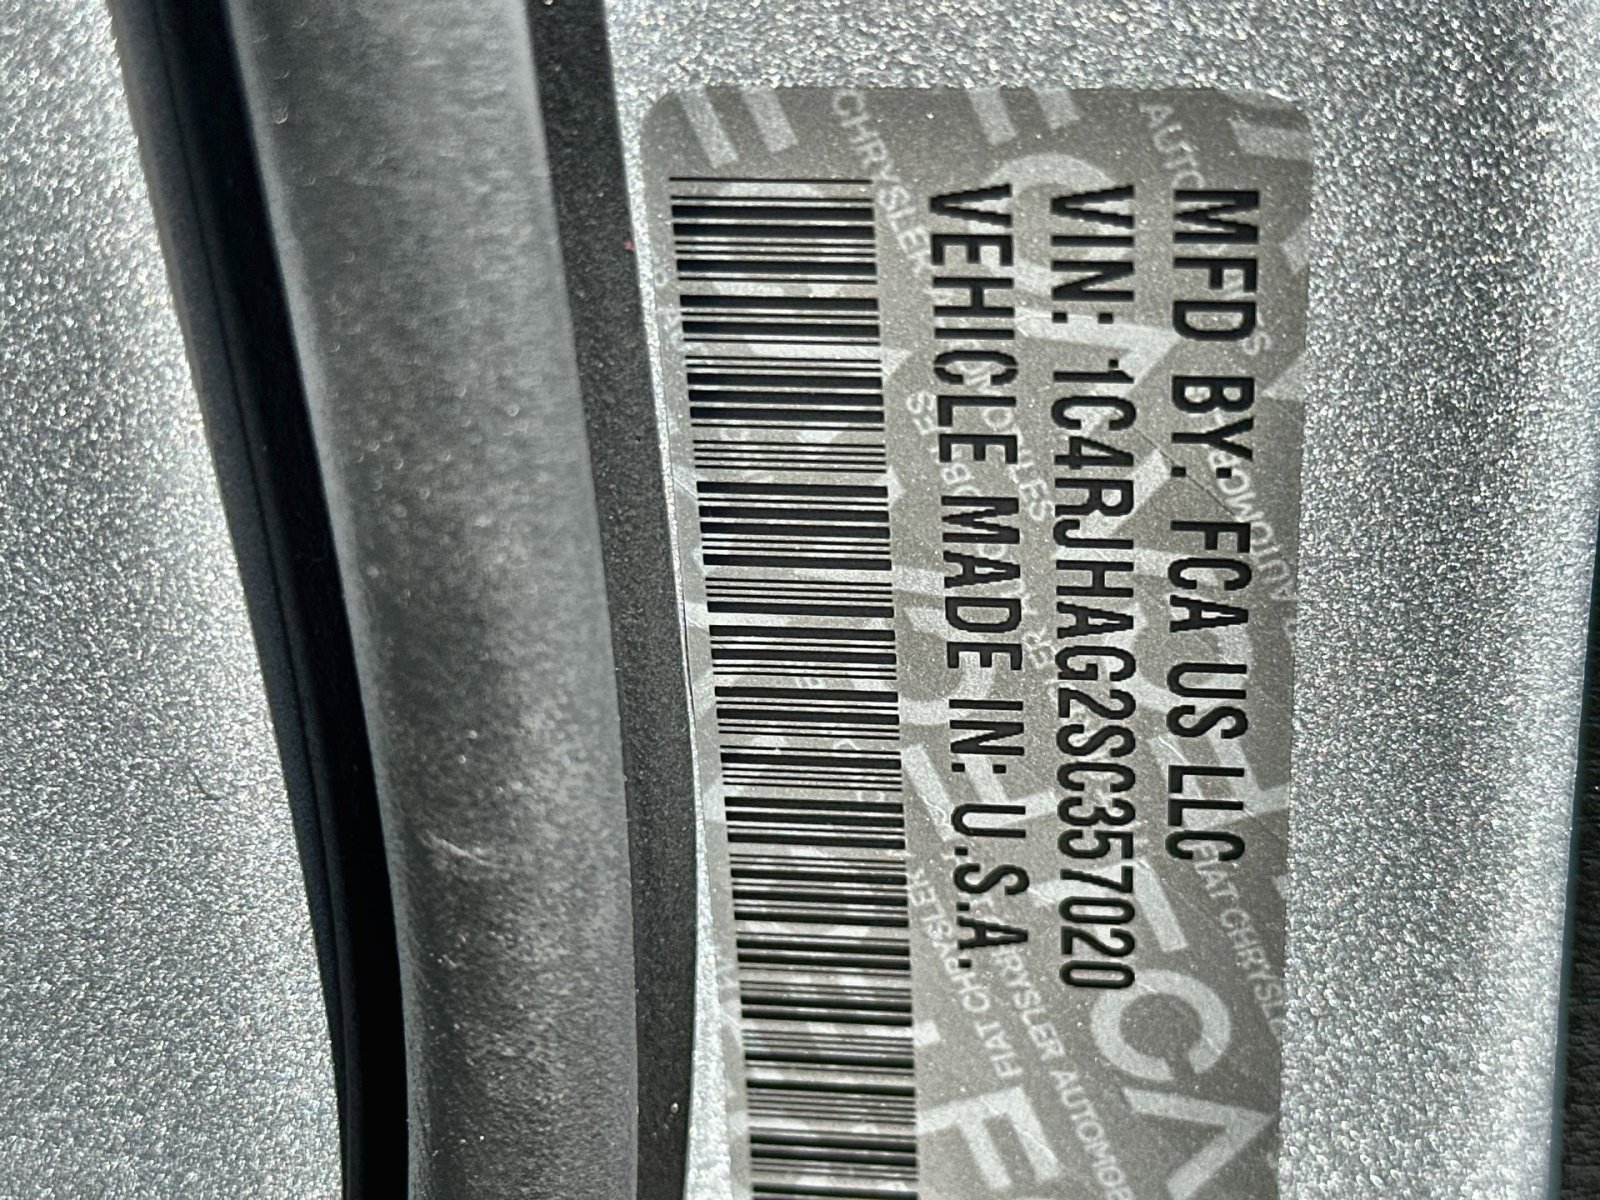 MFD BY: FCA US LLC
VIN: 1C4RJHAG2SC357020
VEHICLE MADE IN: U.S.A.